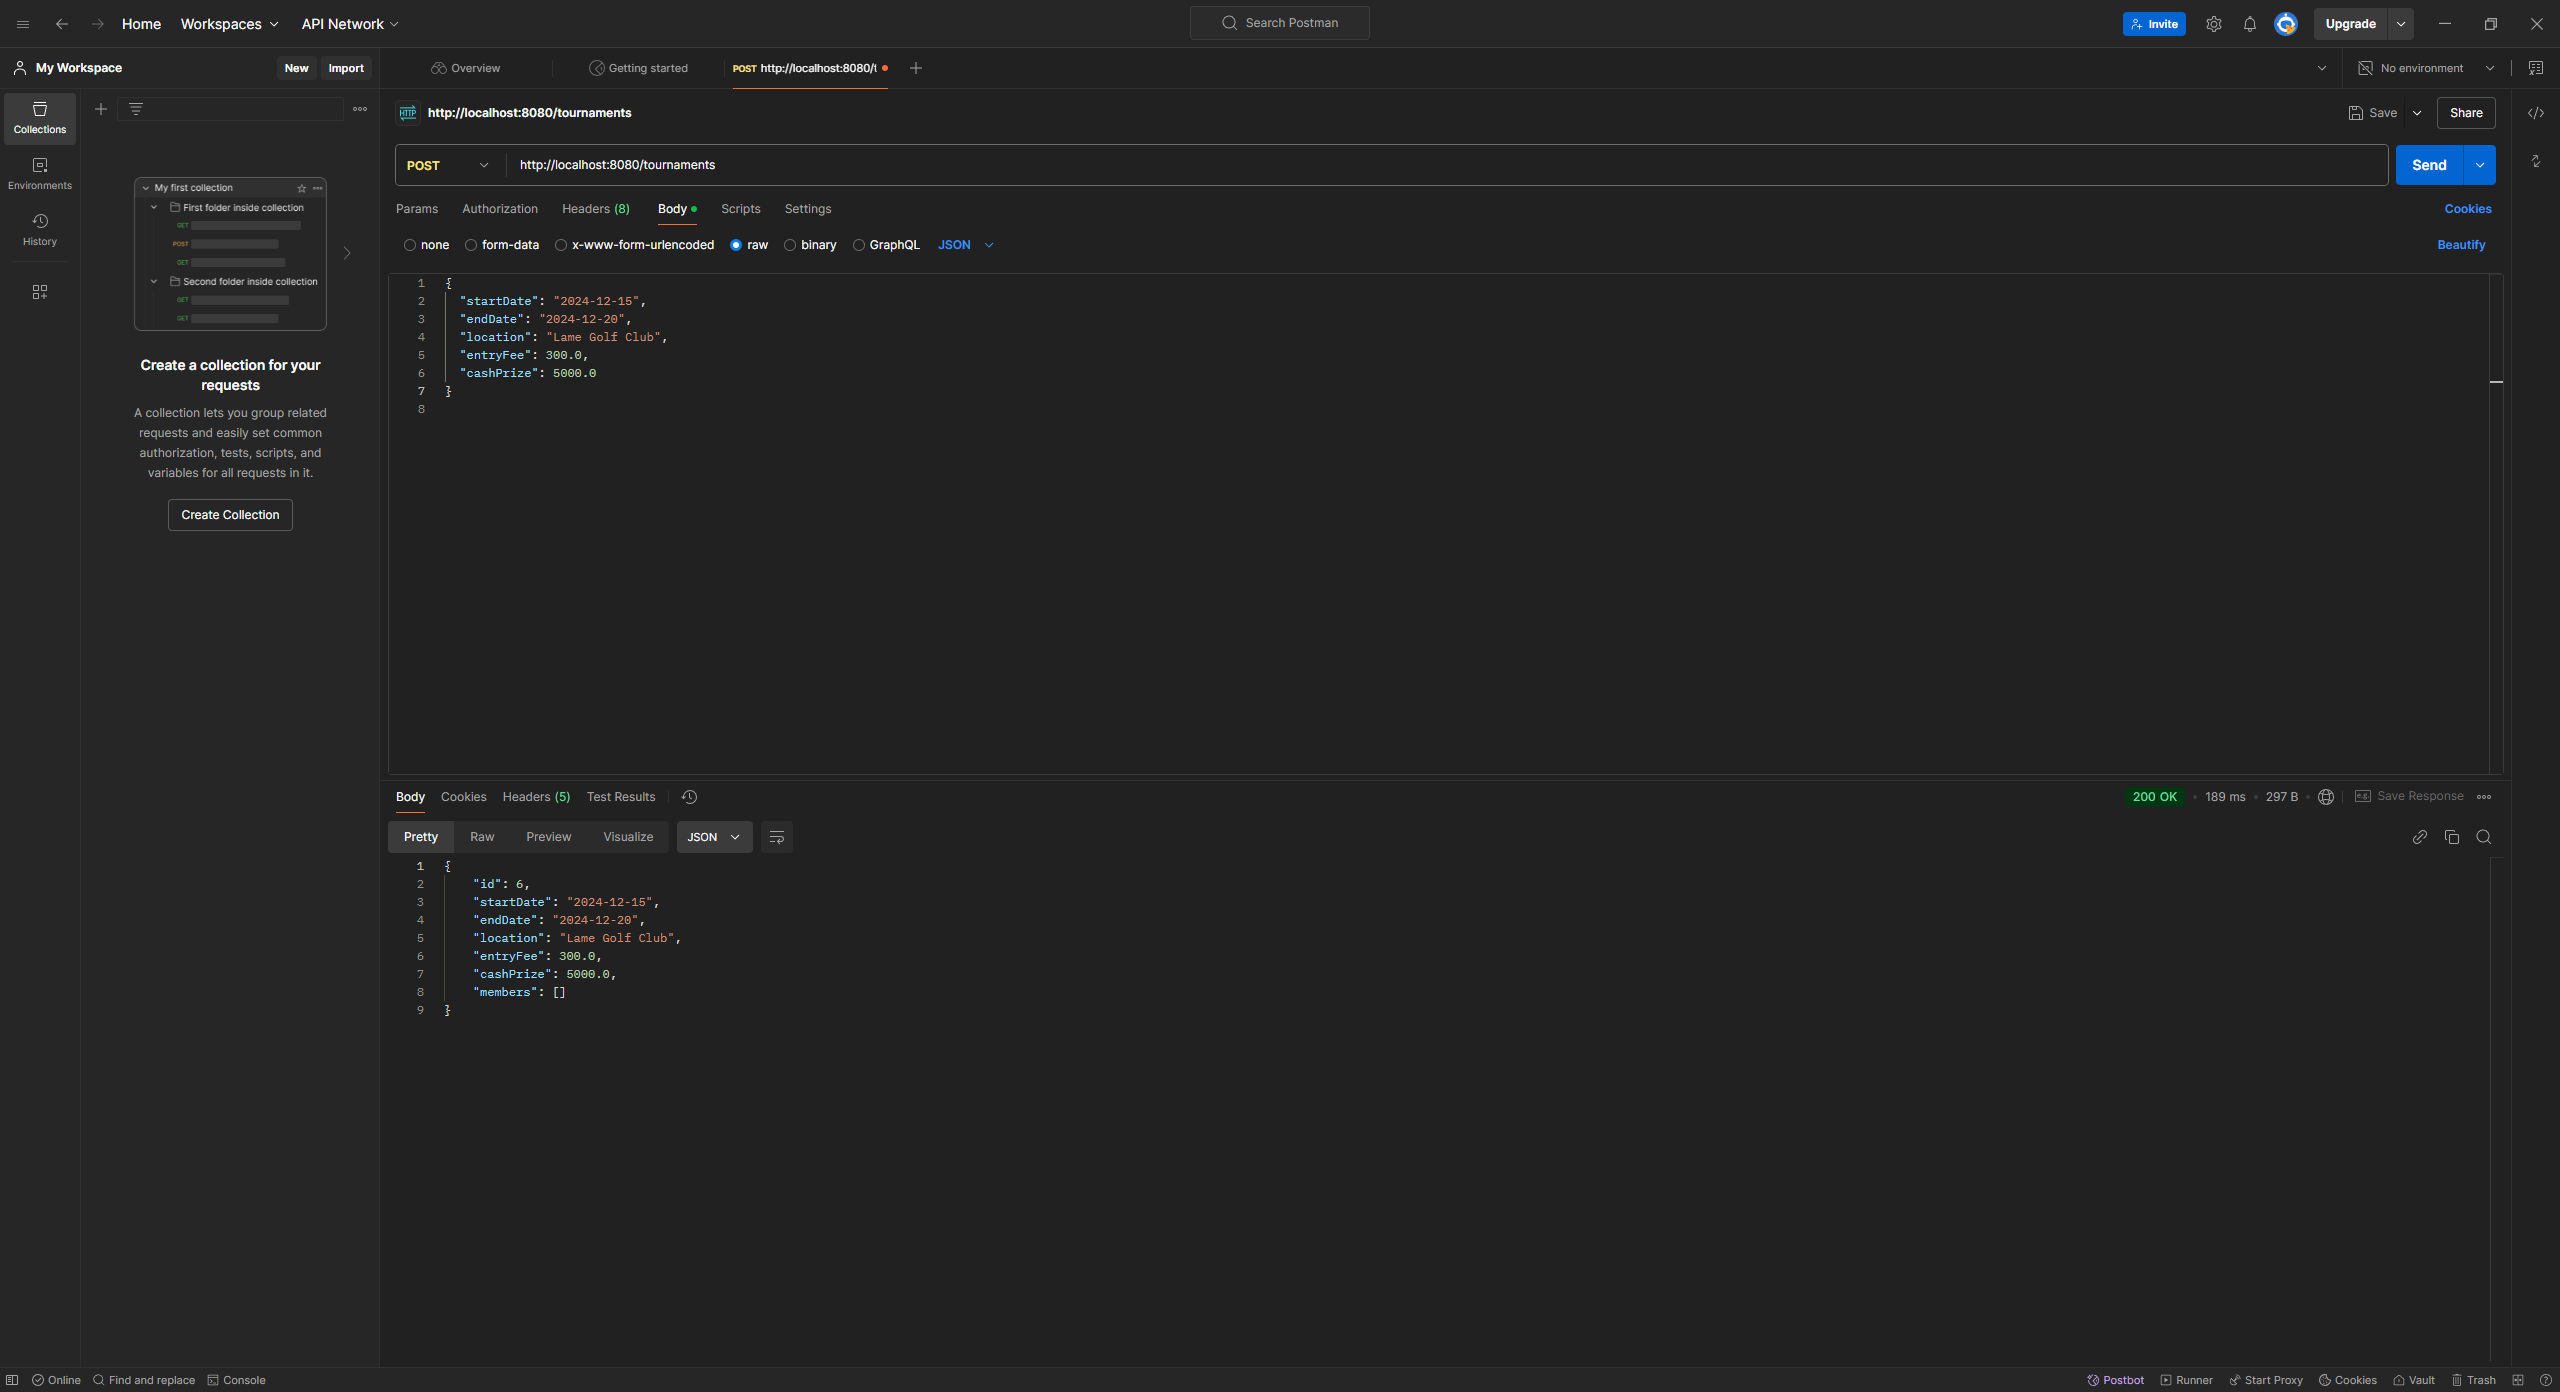 Home Workspaces API Network
Search Postman
Invite Upgrade
My Workspace New Import
Overview Getting started POST http://localhost:8080/t No environment
Collections
Environments
History
My first collection
First folder inside collection
GET
POST
GET
Second folder inside collection
GET
GET
Create a collection for your
requests
A collection lets you group related
requests and easily set common
authorization, tests, scripts, and
variables for all requests in it.
Create Collection
HTTP http://localhost:8080/tournaments Save Share
POST http://localhost:8080/tournaments Send
Params Authorization Headers (8) Body Scripts Settings Cookies
none form-data x-www-form-urlencoded raw binary GraphQL JSON Beautify
1 {
2 "startDate": "2024-12-15",
3 "endDate": "2024-12-20",
4 "location": "Lame Golf Club",
5 "entryFee": 300.0,
6 "cashPrize": 5000.0
7 }
8
Body Cookies Headers (5) Test Results 200 OK 189 ms 297 B Save Response
Pretty Raw Preview Visualize JSON
1 {
2 "id": 6,
3 "startDate": "2024-12-15",
4 "endDate": "2024-12-20",
5 "location": "Lame Golf Club",
6 "entryFee": 300.0,
7 "cashPrize": 5000.0,
8 "members": []
9 }
Online Find and replace Console Postbot Runner Start Proxy Cookies Vault Trash